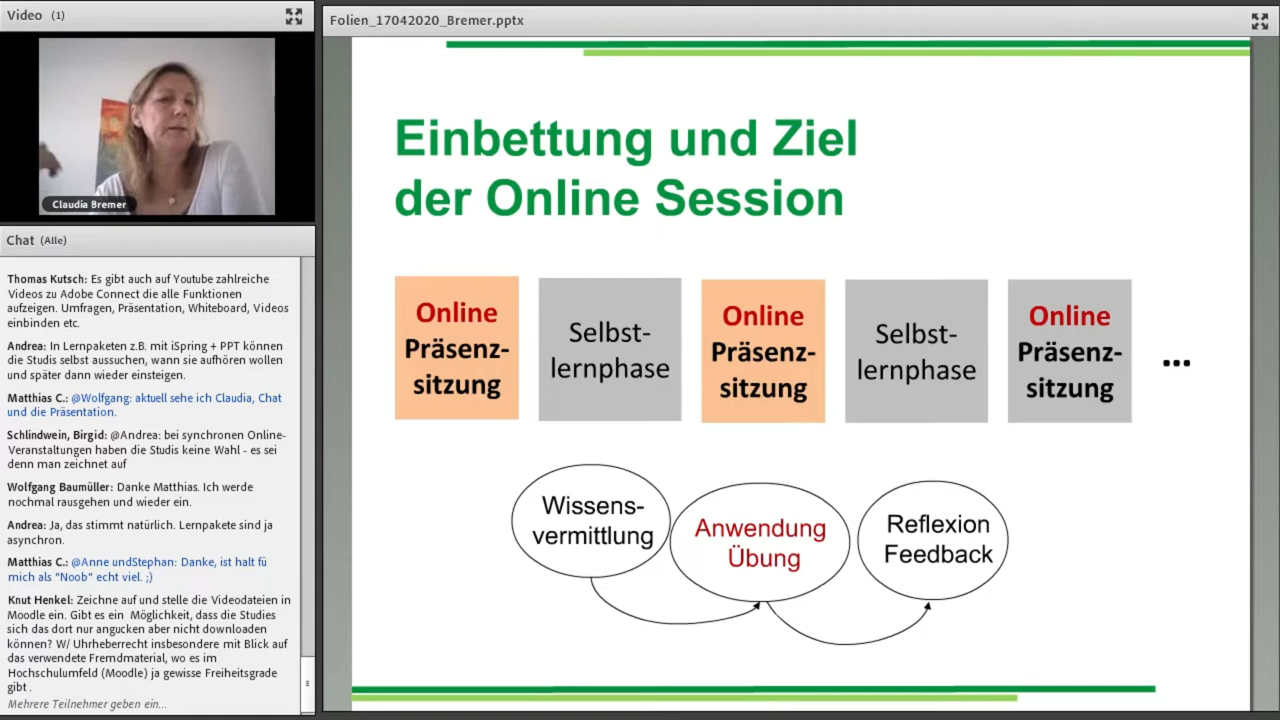 Video (1)
Claudia Bremer
Chat (Alle)
Thomas Kutsch: Es gibt auch auf Youtube zahlreiche
Videos zu Adobe Connect die alle Funktionen
aufzeigen. Umfragen, Präsentation, Whiteboard, Videos
einbinden etc.
Andrea: In Lernpaketen z.B. mit iSpring + PPT können
die Studis selbst aussuchen, wann sie aufhören wollen
und später dann wieder einsteigen.
Matthias C.: @Wolfgang: aktuell sehe ich Claudia, Chat
und die Präsentation.
Schlindwein, Birgid: @Andrea: bei synchronen Online-
Veranstaltungen haben die Studis keine Wahl - es sei
denn man zeichnet auf
Wolfgang Baumüller: Danke Matthias. Ich werde
nochmal rausgehen und wieder ein.
Andrea: Ja, das stimmt natürlich. Lernpakete sind ja
asynchron.
Matthias C.: @Anne undStephan: Danke, ist halt fü
mich als "Noob" echt viel. ;)
Knut Henkel: Zeichne auf und stelle die Videodateien in
Moodle ein. Gibt es ein Möglichkeit, dass die Studies
sich das dort nur angucken aber nicht downloaden
können? W/ Uhrheberrecht insbesondere mit Blick auf
das verwendete Fremdmaterial, wo es im
Hochschulumfeld (Moodle) ja gewisse Freiheitsgrade
gibt .
Mehrere Teilnehmer geben ein...
Folien_17042020_Bremer.pptx
Einbettung und Ziel
der Online Session
Online
Präsenz-
sitzung
Selbst-
lernphase
Online
Präsenz-
sitzung
Selbst-
lernphase
Online
Präsenz-
sitzung
...
Wissens-
vermittlung
Anwendung
Übung
Reflexion
Feedback